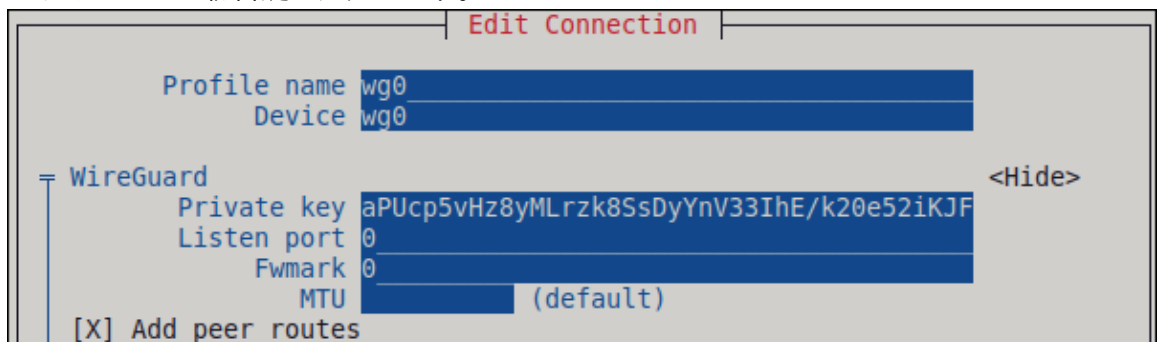 Edit Connection
Profile name wg0
Device wg0
WireGuard <Hide>
Private key aPUcp5vHz8yMLrzk8SsDyYnV33IhE/k20e52iKJF
Listen port 0
Fwmark 0
MTU (default)
[X] Add peer routes